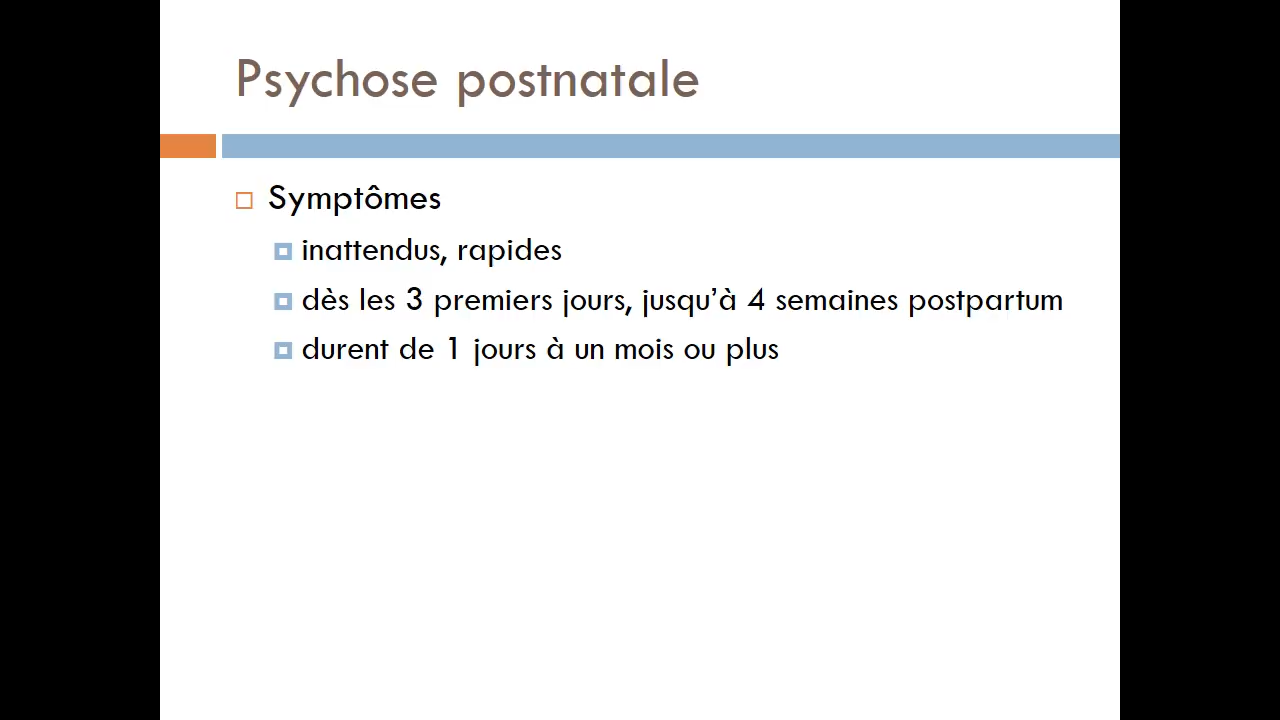 Psychose postnatale
Symptômes
inattendus, rapides
dès les 3 premiers jours, jusqu’à 4 semaines postpartum
durent de 1 jours à un mois ou plus